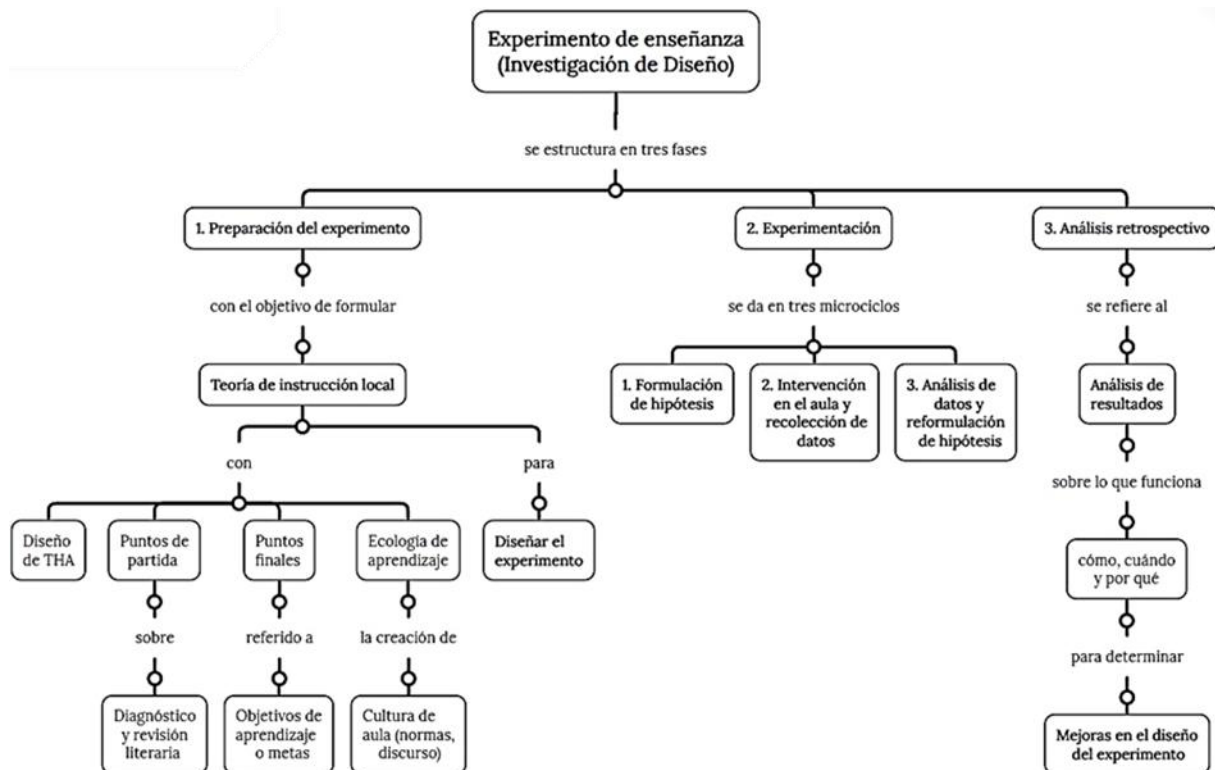 Experimento de enseñanza
(Investigación de Diseño)
se estructura en tres fases
1. Preparación del experimento
2. Experimentación
3. Análisis retrospectivo
con el objetivo de formular
se da en tres microciclos
se refiere al
Teoría de instrucción local
1. Formulación
de hipótesis
2. Intervención
en el aula y
recolección de
datos
3. Análisis de
datos y
reformulación
de hipótesis
Análisis de
resultados
con
para
sobre lo que funciona
Diseño
de THA
Puntos de
partida
Puntos
finales
Ecología de
aprendizaje
Diseñar el
experimento
cómo, cuándo
y por qué
sobre
referido a
la creación de
para determinar
Diagnóstico
y revisión
literaria
Objetivos de
aprendizaje
o metas
Cultura de
aula (normas,
discurso)
Mejoras en el diseño
del experimento